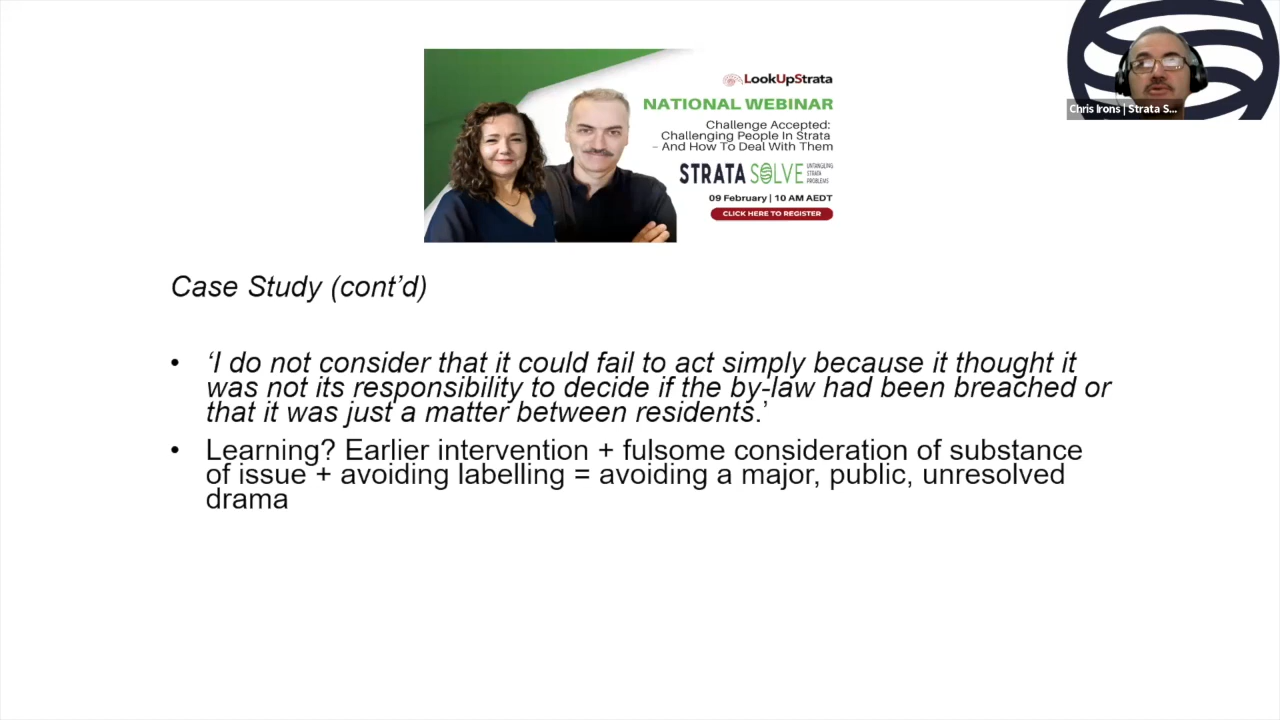 LookUpStrata
NATIONAL WEBINAR
Challenge Accepted:
Challenging People In Strata
– And How To Deal With Them
STRATA SOLVE UNTANGLING
STRATA
PROBLEMS
09 February | 10 AM AEDT
CLICK HERE TO REGISTER
Chris Irons | Strata S...
Case Study (cont’d)
• ‘I do not consider that it could fail to act simply because it thought it
was not its responsibility to decide if the by-law had been breached or
that it was just a matter between residents.’
• Learning? Earlier intervention + fulsome consideration of substance
of issue + avoiding labelling = avoiding a major, public, unresolved
drama